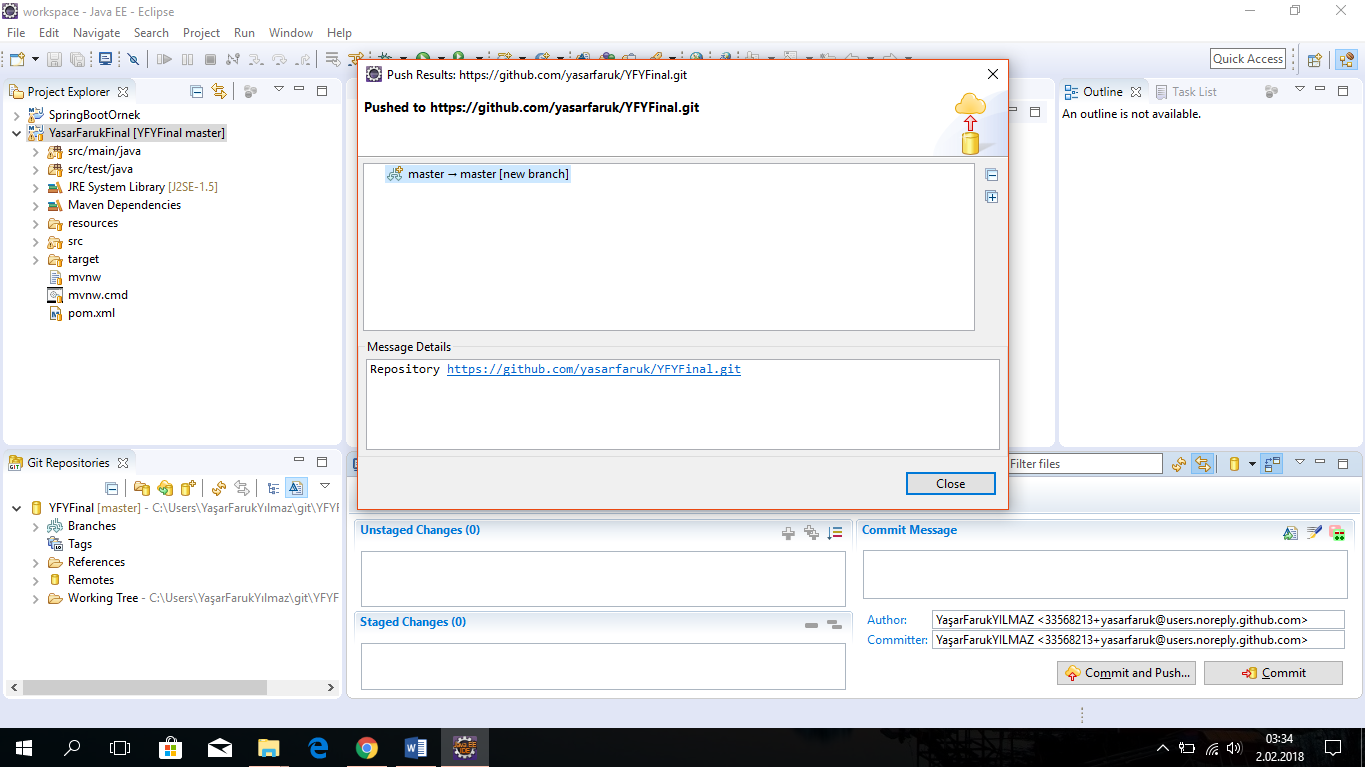 workspace - Java EE - Eclipse
File Edit Navigate Search Project Run Window Help
Quick Access
Project Explorer
SpringBootOrnek
YasarFarukFinal [YFYFinal master]
src/main/java
src/test/java
JRE System Library [J2SE-1.5]
Maven Dependencies
resources
src
target
mvnw
mvnw.cmd
pom.xml
Push Results: https://github.com/yasarfaruk/YFYFinal.git
Pushed to https://github.com/yasarfaruk/YFYFinal.git
master → master [new branch]
Message Details
Repository https://github.com/yasarfaruk/YFYFinal.git
Close
Outline Task List
An outline is not available.
Git Repositories
YFYFinal [master] - C:\Users\YaşarFarukYılmaz\git\YFYF
Branches
Tags
References
Remotes
Working Tree - C:\Users\YaşarFarukYılmaz\git\YFYF
Filter files
Unstaged Changes (0)
Staged Changes (0)
Commit Message
Author: YaşarFarukYILMAZ <33568213+yasarfaruk@users.noreply.github.com>
Committer: YaşarFarukYILMAZ <33568213+yasarfaruk@users.noreply.github.com>
Commit and Push... Commit
03:34
2.02.2018